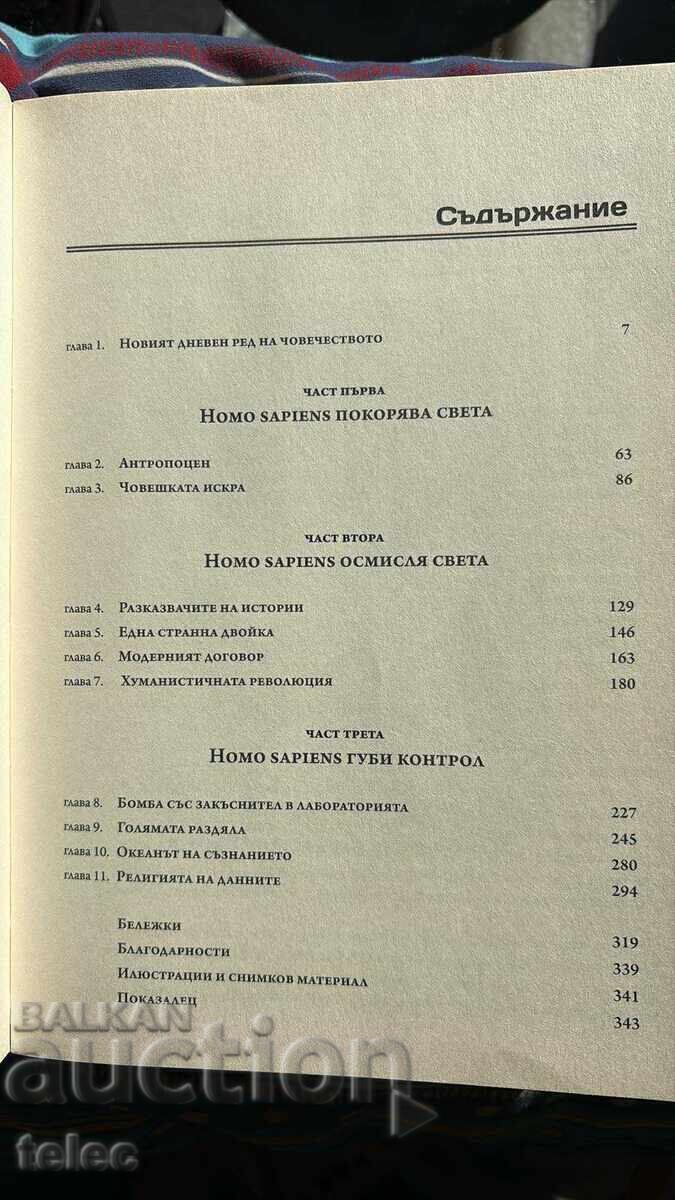 Съдържание
глава 1. Новият дневен ред на човечеството 7
част първа
Homo sapiens покорява света
глава 2. Антропоцен 63
глава 3. Човешката искра 86
част втора
Homo sapiens осмисля света
глава 4. Разказвачите на истории 129
глава 5. Една странна двойка 146
глава 6. Модерният договор 163
глава 7. Хуманистичната революция 180
част трета
Homo sapiens губи контрол
глава 8. Бомба със закъснител в лабораторията 227
глава 9. Голямата раздяла 245
глава 10. Океанът на съзнанието 280
глава 11. Религията на данните 294
Бележки 319
Благодарности 339
Илюстрации и снимков материал 341
Показалец 343
BALKAN
auction
telec